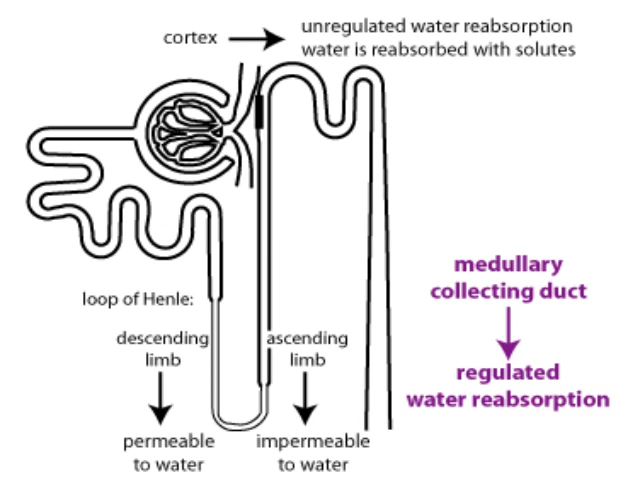 cortex
unregulated water reabsorption
water is reabsorbed with solutes
medullary
collecting duct
regulated
water reabsorption
loop of Henle:
descending
limb
permeable
to water
ascending
limb
impermeable
to water